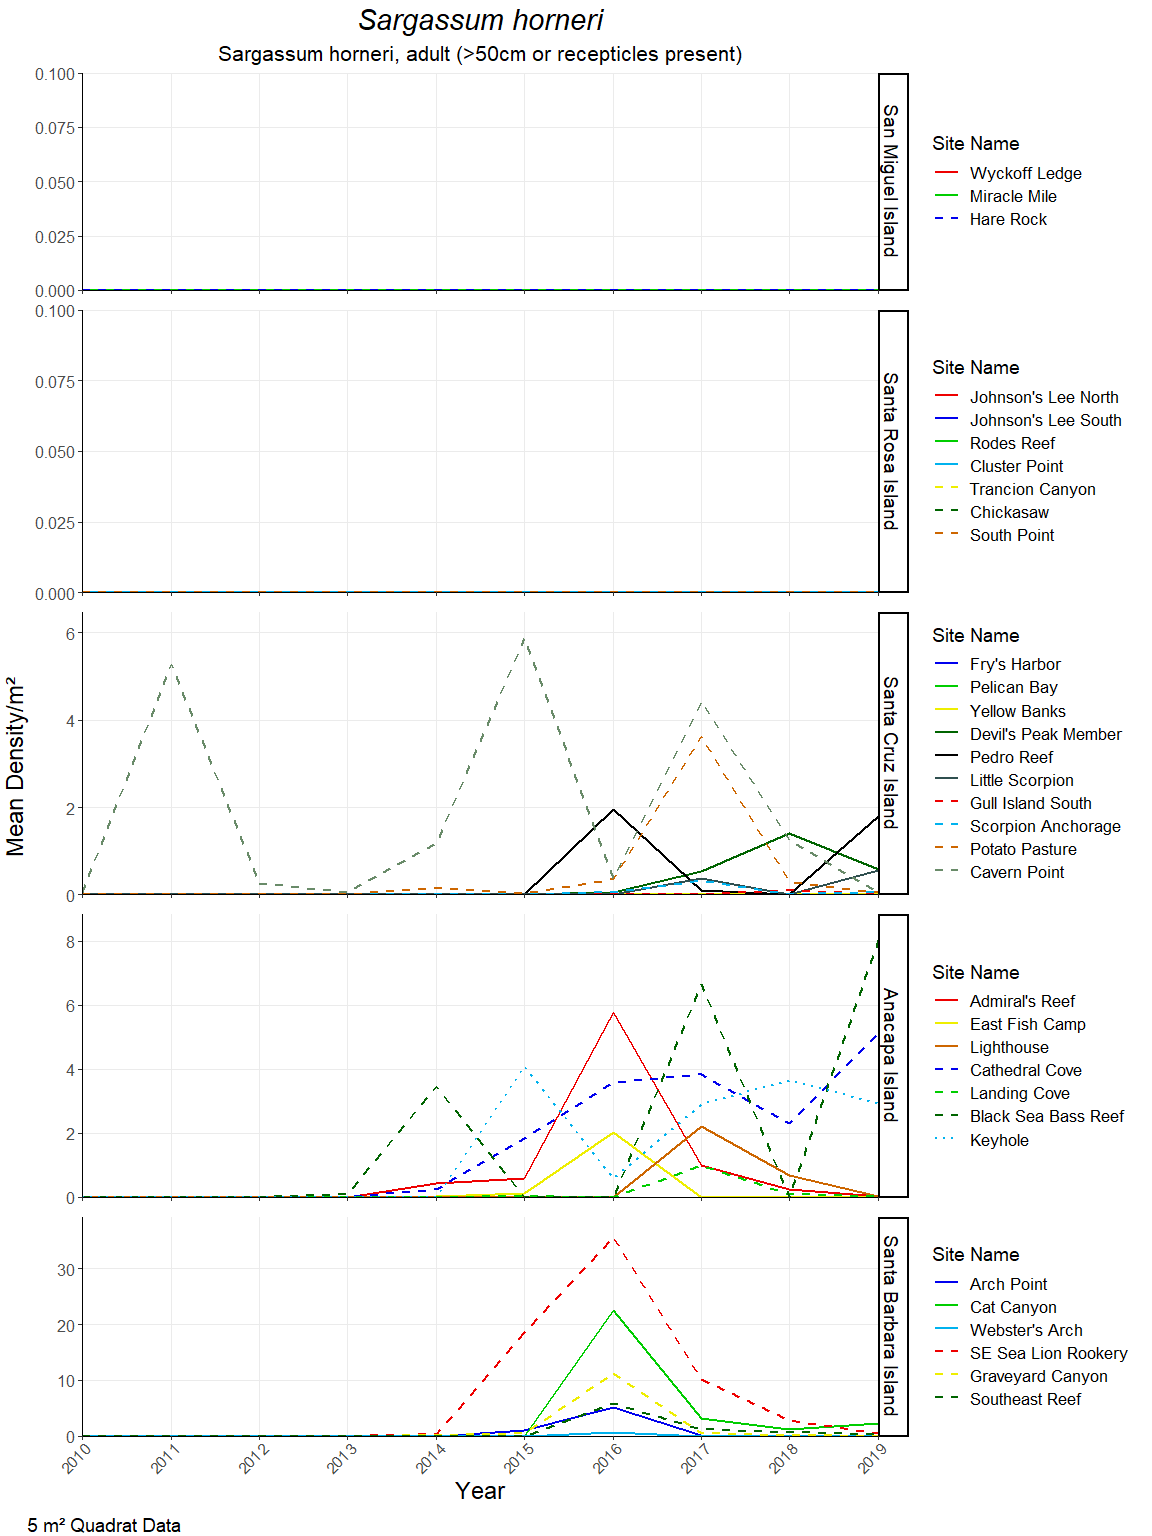 Sargassum horneri
Sargassum horneri, adult (>50cm or recepticles present)
0.100
0.075
0.050
0.025
0.000
San Miguel Island
Site Name
Wyckoff Ledge
Miracle Mile
Hare Rock
0.100
0.075
0.050
0.025
0.000
Santa Rosa Island
Site Name
Johnson's Lee North
Johnson's Lee South
Rodes Reef
Cluster Point
Trancion Canyon
Chickasaw
South Point
Mean Density/m²
6
4
2
0
Santa Cruz Island
Site Name
Fry's Harbor
Pelican Bay
Yellow Banks
Devil's Peak Member
Pedro Reef
Little Scorpion
Gull Island South
Scorpion Anchorage
Potato Pasture
Cavern Point
8
6
4
2
0
Anacapa Island
Site Name
Admiral's Reef
East Fish Camp
Lighthouse
Cathedral Cove
Landing Cove
Black Sea Bass Reef
Keyhole
30
20
10
0
Santa Barbara Island
Site Name
Arch Point
Cat Canyon
Webster's Arch
SE Sea Lion Rookery
Graveyard Canyon
Southeast Reef
2010 2011 2012 2013 2014 2015 2016 2017 2018 2019
Year
5 m² Quadrat Data